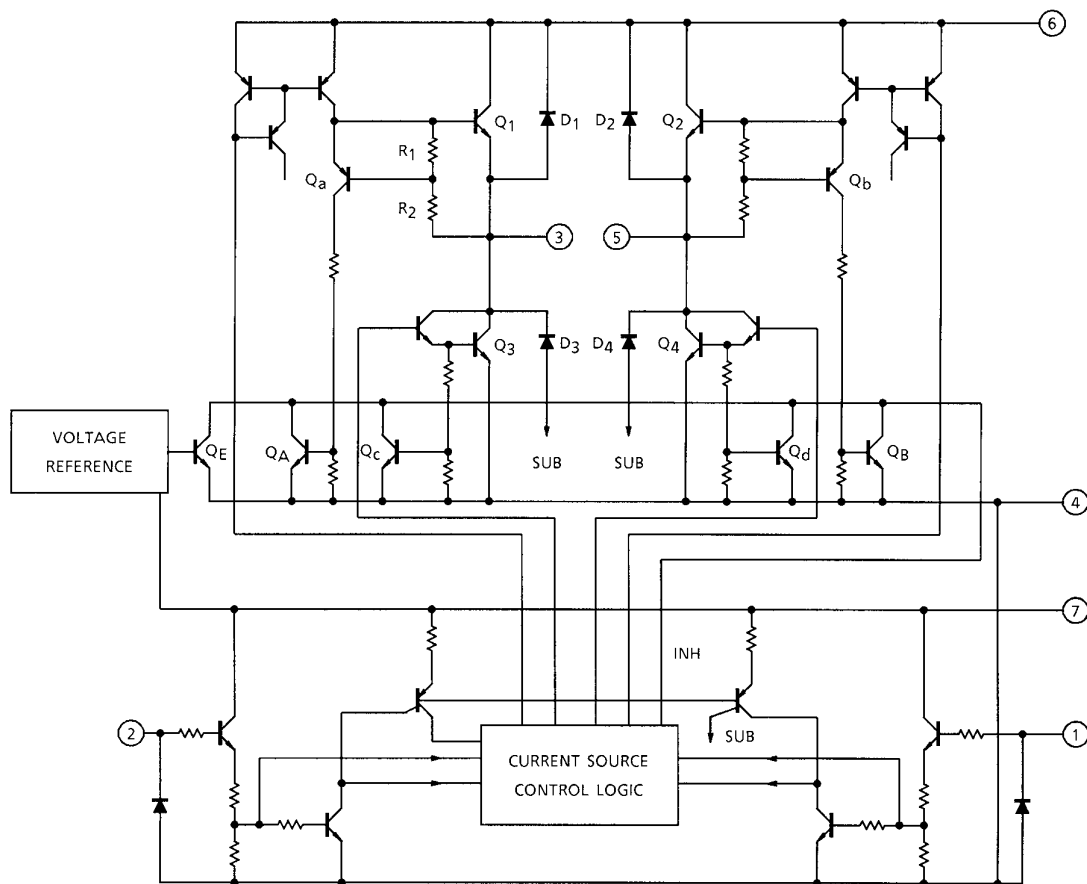 6
Q1
D1
D2
Q2
R1
Qa
R2
Qb
3
5
Q3
D3
D4
Q4
VOLTAGE
REFERENCE
QE
QA
Qc
SUB
SUB
Qd
QB
4
7
INH
2
SUB
1
CURRENT SOURCE
CONTROL LOGIC